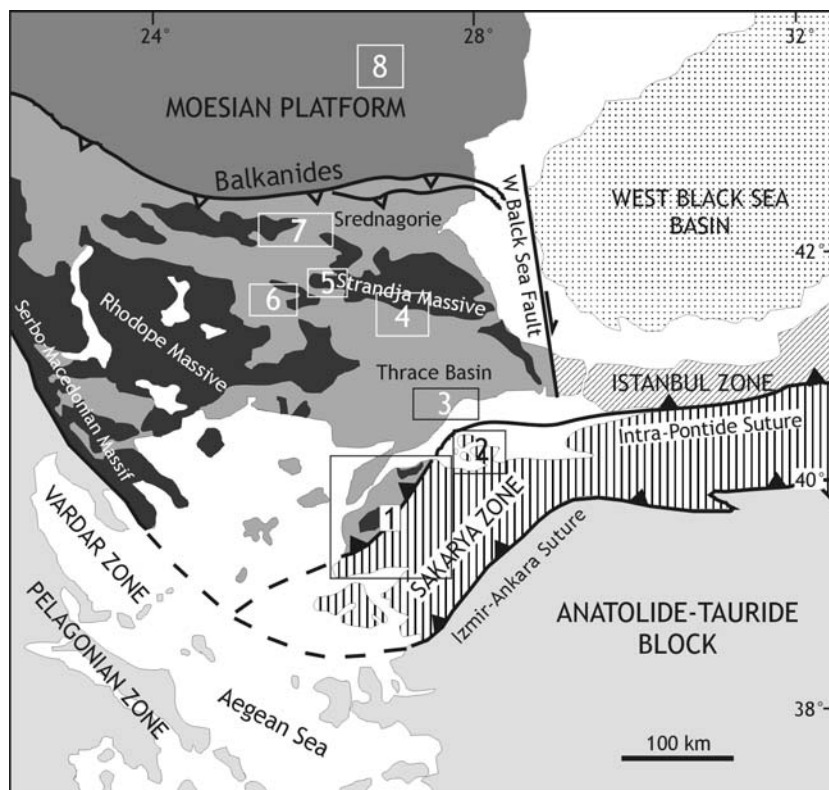 24°
28°
32°
8
MOESIAN PLATFORM
Balkanides
W Balck Sea Fault
WEST BLACK SEA
BASIN
Srednagorie
7
42°
5
Strandja Massive
6
4
Rhodope Massive
Serbo-Macedonian Massif
Thrace Basin
3
ISTANBUL ZONE
Intra-Pontide Suture
2
40°
1
SAKARYA ZONE
VARDAR ZONE
Izmir-Ankara Suture
PELAGONIAN ZONE
ANATOLIDE-TAURIDE
BLOCK
Aegean Sea
38°
100 km